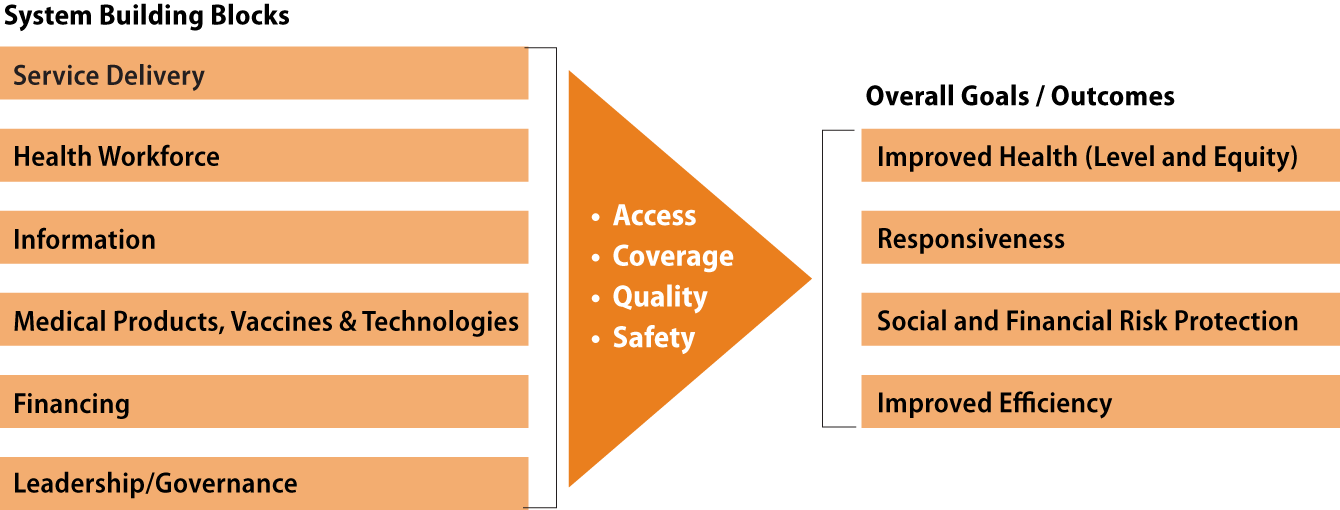 System Building Blocks
Service Delivery
Health Workforce
Information
Medical Products, Vaccines & Technologies
Financing
Leadership/Governance
• Access
• Coverage
• Quality
• Safety
Overall Goals / Outcomes
Improved Health (Level and Equity)
Responsiveness
Social and Financial Risk Protection
Improved Efficiency